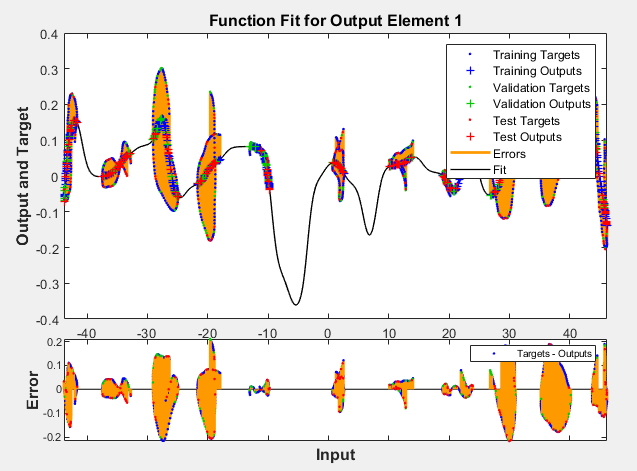 Function Fit for Output Element 1
0.4
0.3
0.2
0.1
0
-0.1
-0.2
-0.3
-0.4
Output and Target
Training Targets
Training Outputs
Validation Targets
Validation Outputs
Test Targets
Test Outputs
Errors
Fit
-40 -30 -20 -10 0 10 20 30 40
0.2
0.1
0
-0.1
-0.2
Error
Targets - Outputs
Input